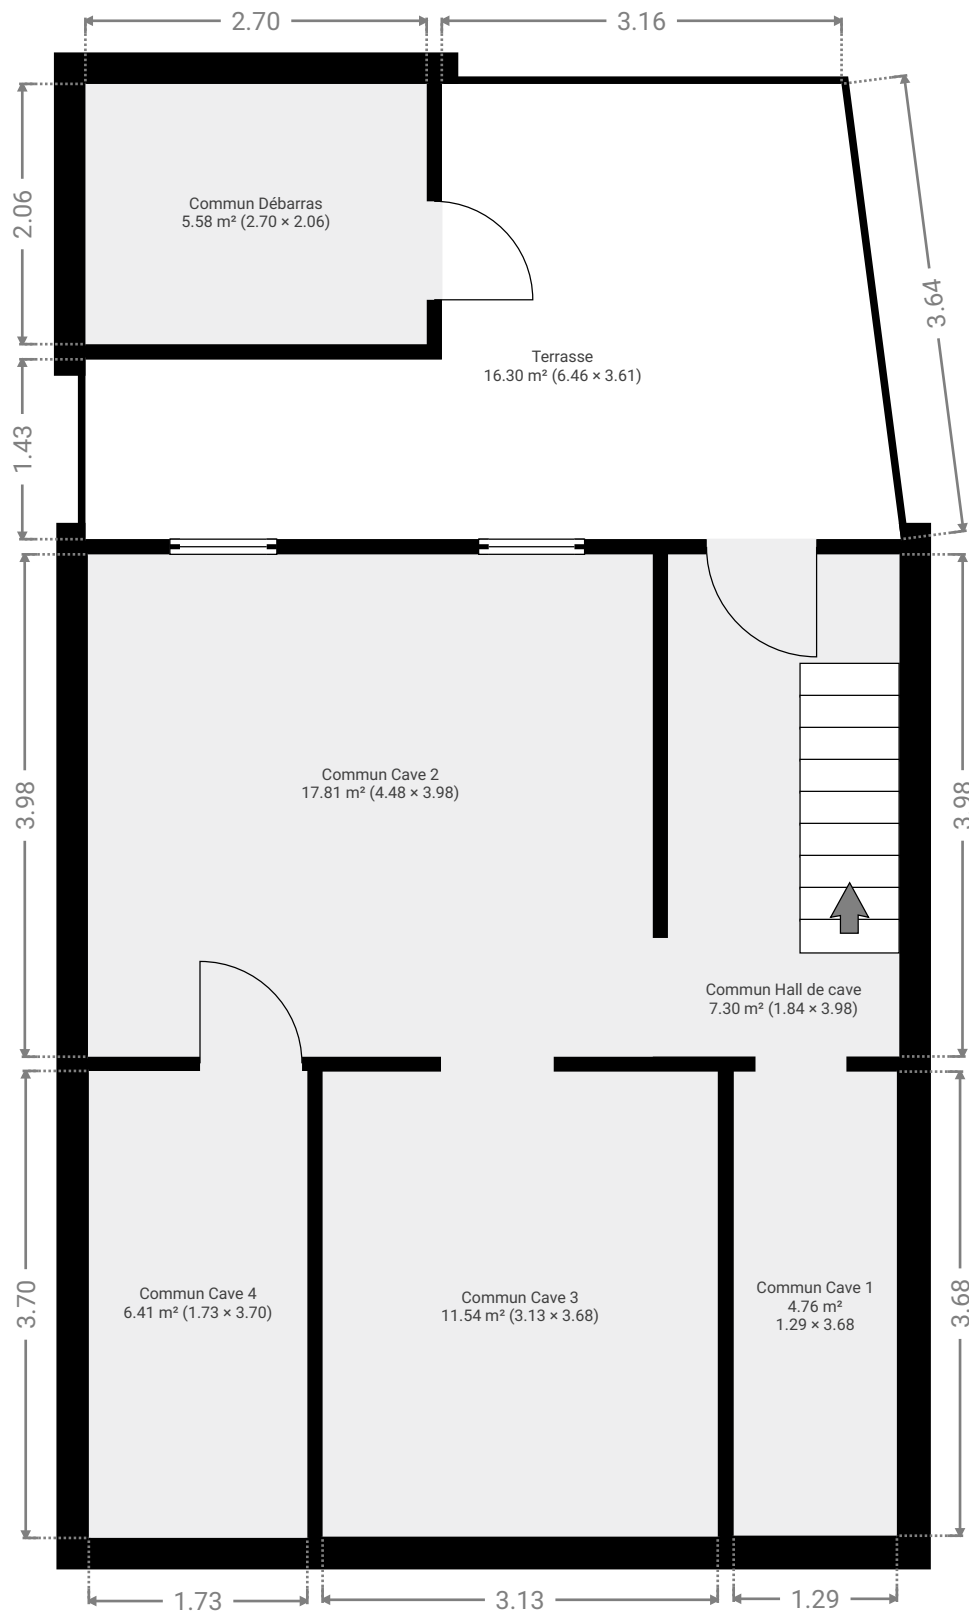 2.70
3.16
2.06
Commun Débarras
5.58 m² (2.70 × 2.06)
3.64
Terrasse
16.30 m² (6.46 × 3.61)
1.43
3.98
Commun Cave 2
17.81 m² (4.48 × 3.98)
3.98
Commun Hall de cave
7.30 m² (1.84 × 3.98)
3.70
Commun Cave 4
6.41 m² (1.73 × 3.70)
Commun Cave 3
11.54 m² (3.13 × 3.68)
Commun Cave 1
4.76 m²
1.29 × 3.68
3.68
1.73
3.13
1.29